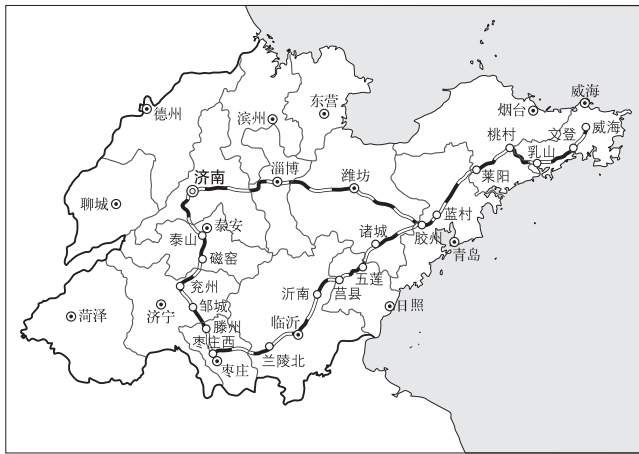 威海
德州
东营
烟台
滨州
文登
威海
桃村
乳山
淄博
潍坊
济南
莱阳
聊城
蓝村
泰安
胶州
泰山
诸城
青岛
磁窑
五莲
兖州
沂南
莒县
日照
菏泽
济宁
邹城
滕州
临沂
枣庄西
兰陵北
枣庄